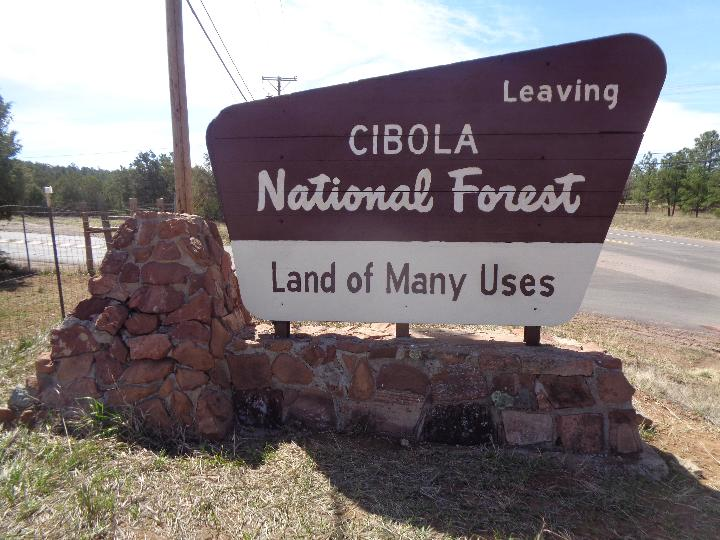 Leaving
CIBOLA
National Forest
Land of Many Uses